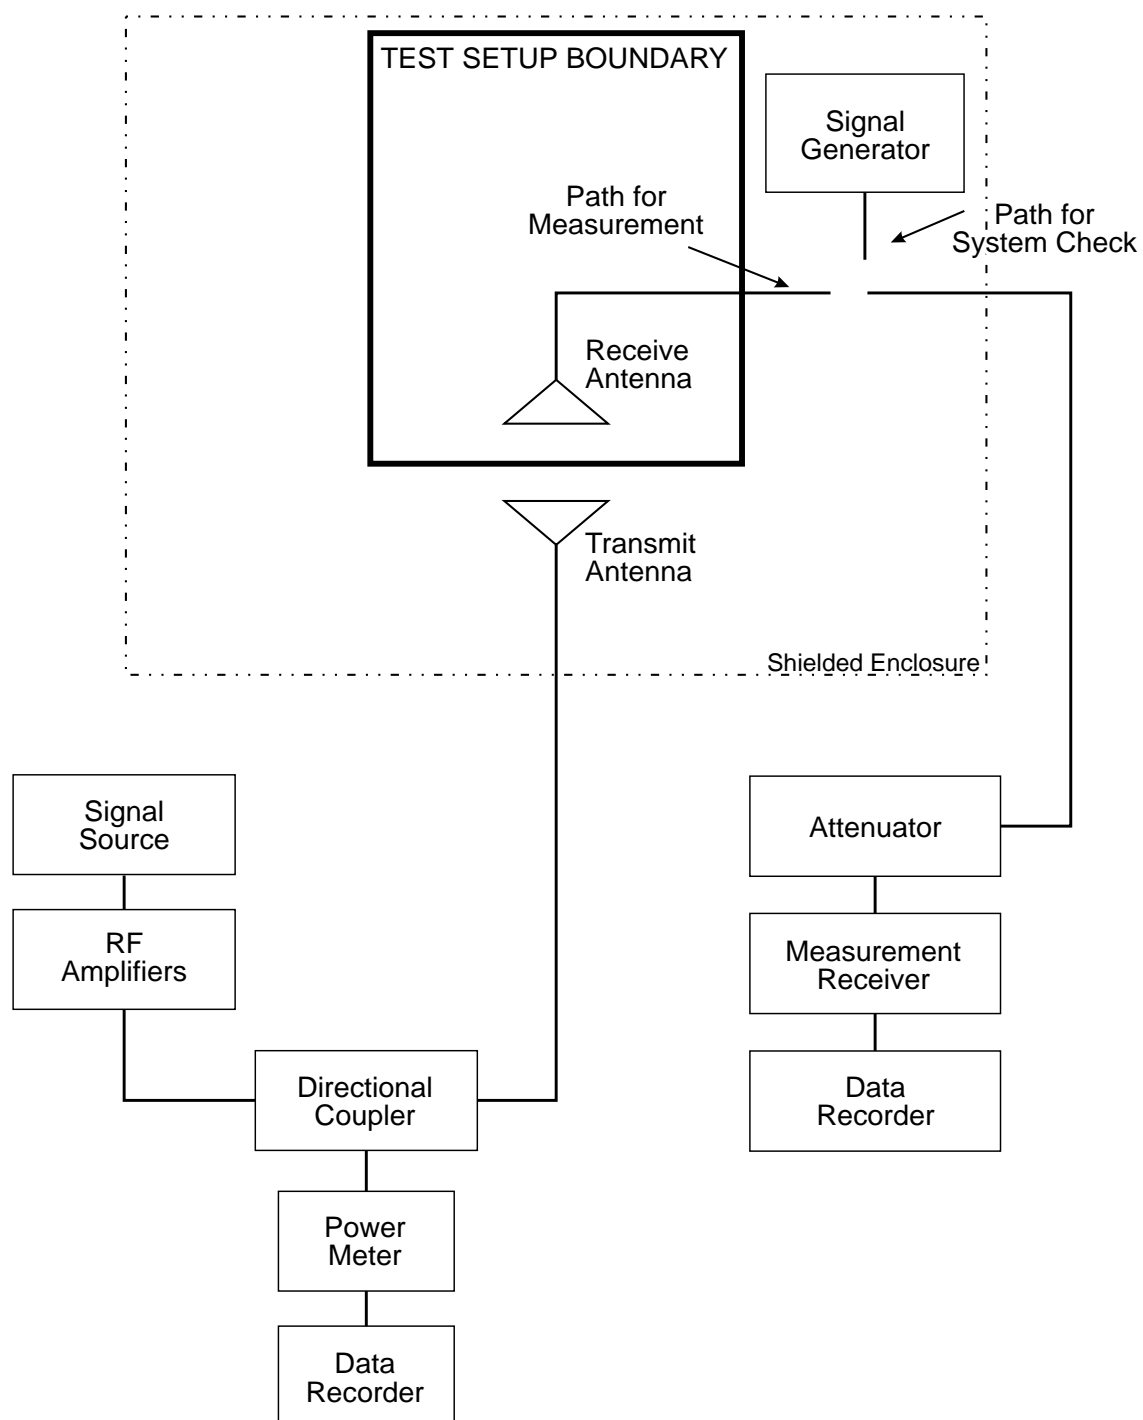 TEST SETUP BOUNDARY
Signal
Generator
Path for
Measurement
Path for
System Check
Receive
Antenna
Transmit
Antenna
Shielded Enclosure
Signal
Source
Attenuator
RF
Amplifiers
Measurement
Receiver
Directional
Coupler
Data
Recorder
Power
Meter
Data
Recorder